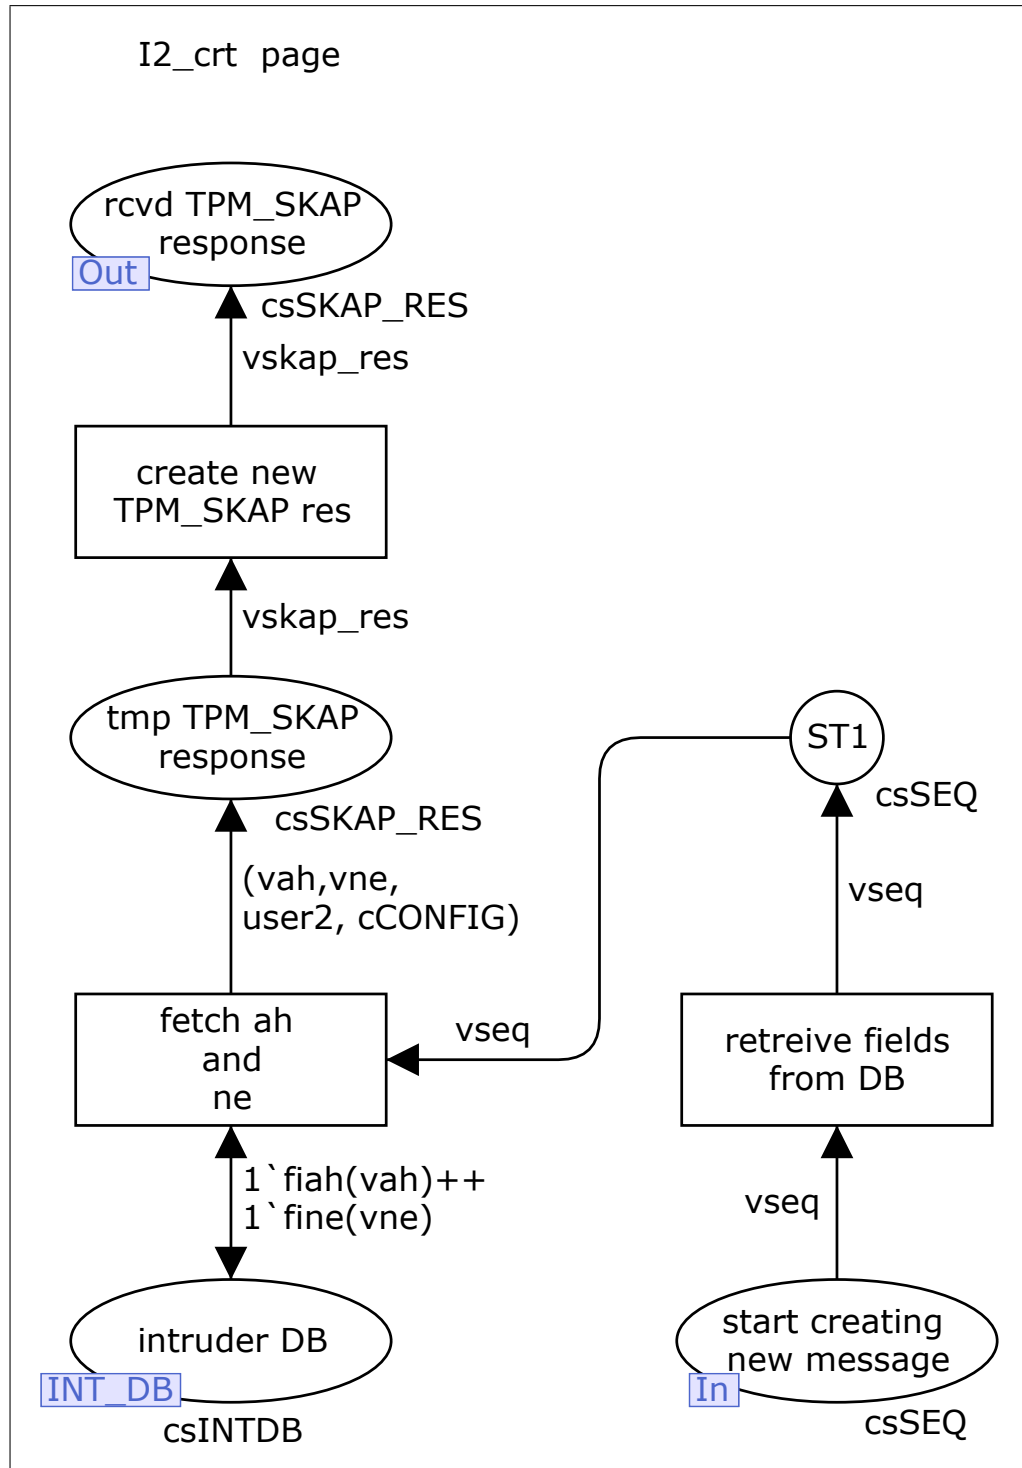 I2_crt page
rcvd TPM_SKAP
response
Out
csSKAP_RES
vskap_res
create new
TPM_SKAP res
vskap_res
tmp TPM_SKAP
response
ST1
csSEQ
csSKAP_RES
(vah,vne,
user2, cCONFIG)
vseq
fetch ah
and
ne
vseq
retreive fields
from DB
1`fiah(vah)++
1`fine(vne)
vseq
intruder DB
INT_DB
csINTDB
start creating
new message
In
csSEQ